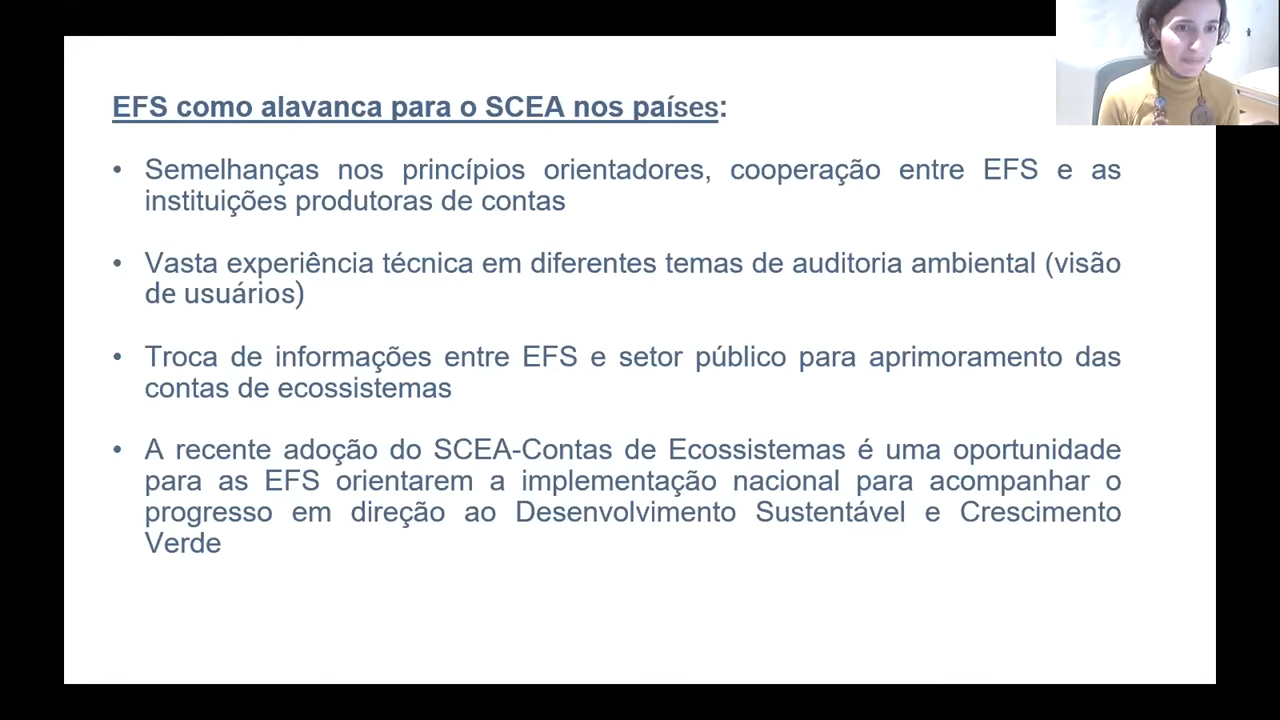 EFS como alavanca para o SCEA nos países:
• Semelhanças nos princípios orientadores, cooperação entre EFS e as
instituições produtoras de contas
• Vasta experiência técnica em diferentes temas de auditoria ambiental (visão
de usuários)
• Troca de informações entre EFS e setor público para aprimoramento das
contas de ecossistemas
• A recente adoção do SCEA-Contas de Ecossistemas é uma oportunidade
para as EFS orientarem a implementação nacional para acompanhar o
progresso em direção ao Desenvolvimento Sustentável e Crescimento
Verde